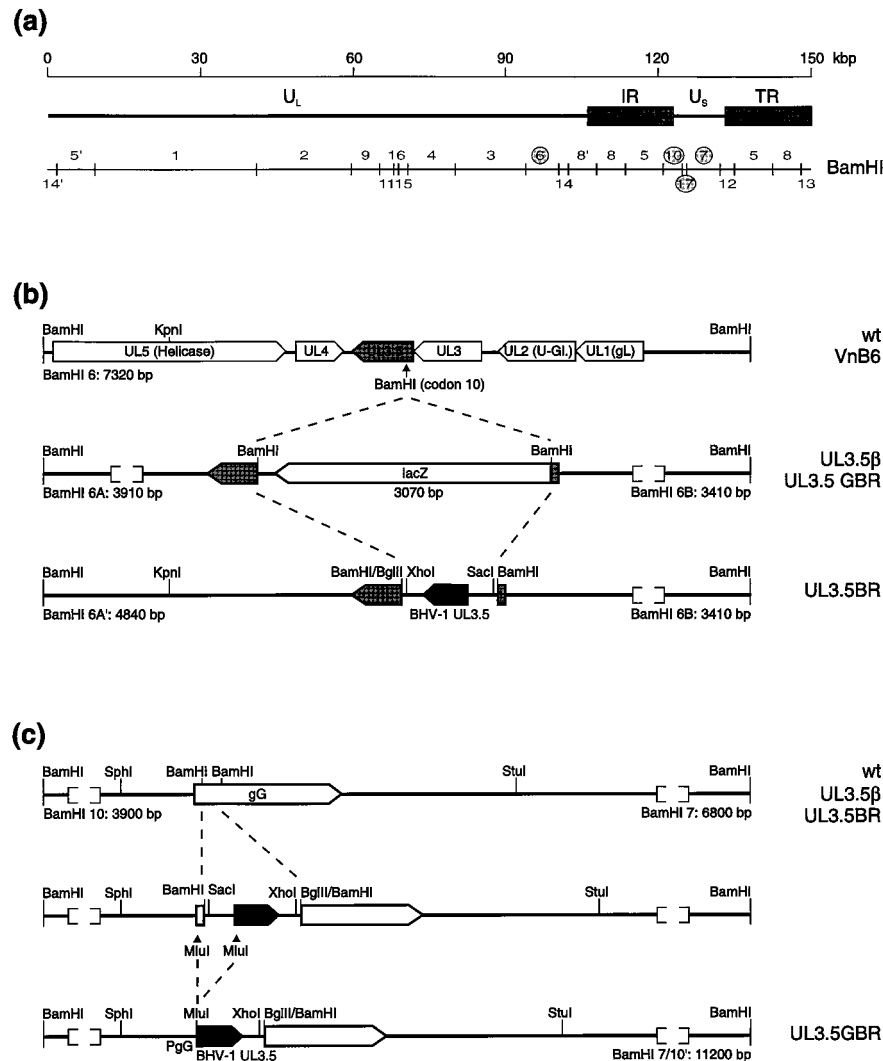 (a)
0 30 60 90 120 150 kbp
UL IR US TR
5' 1 2 9 16 4 3 6 8' 8 5 10 7 5 8 BamHI
14' 11 15 14 17 12 13
(b)
BamHI KpnI BamHI wt
UL5 (Helicase) UL4 UL3 UL2 (U-Gl.) UL1(gL) VnB6
BamHI 6: 7320 bp
BamHI (codon 10)
BamHI BamHI BamHI BamHI
lacZ UL3.5β
BamHI 6A: 3910 bp 3070 bp BamHI 6B: 3410 bp UL3.5 GBR
BamHI KpnI BamHI/BglII XhoI SacI BamHI BamHI
UL3.5BR
BamHI 6A': 4840 bp BHV-1 UL3.5 BamHI 6B: 3410 bp
(c)
BamHI SphI BamHI BamHI StuI BamHI wt
gG UL3.5β
BamHI 10: 3900 bp BamHI 7: 6800 bp UL3.5BR
BamHI SphI BamHI SacI XhoI BglII/BamHI StuI BamHI
MluI MluI
BamHI SphI MluI XhoI BglII/BamHI StuI BamHI
UL3.5GBR
PgG BHV-1 UL3.5 BamHI 7/10': 11200 bp